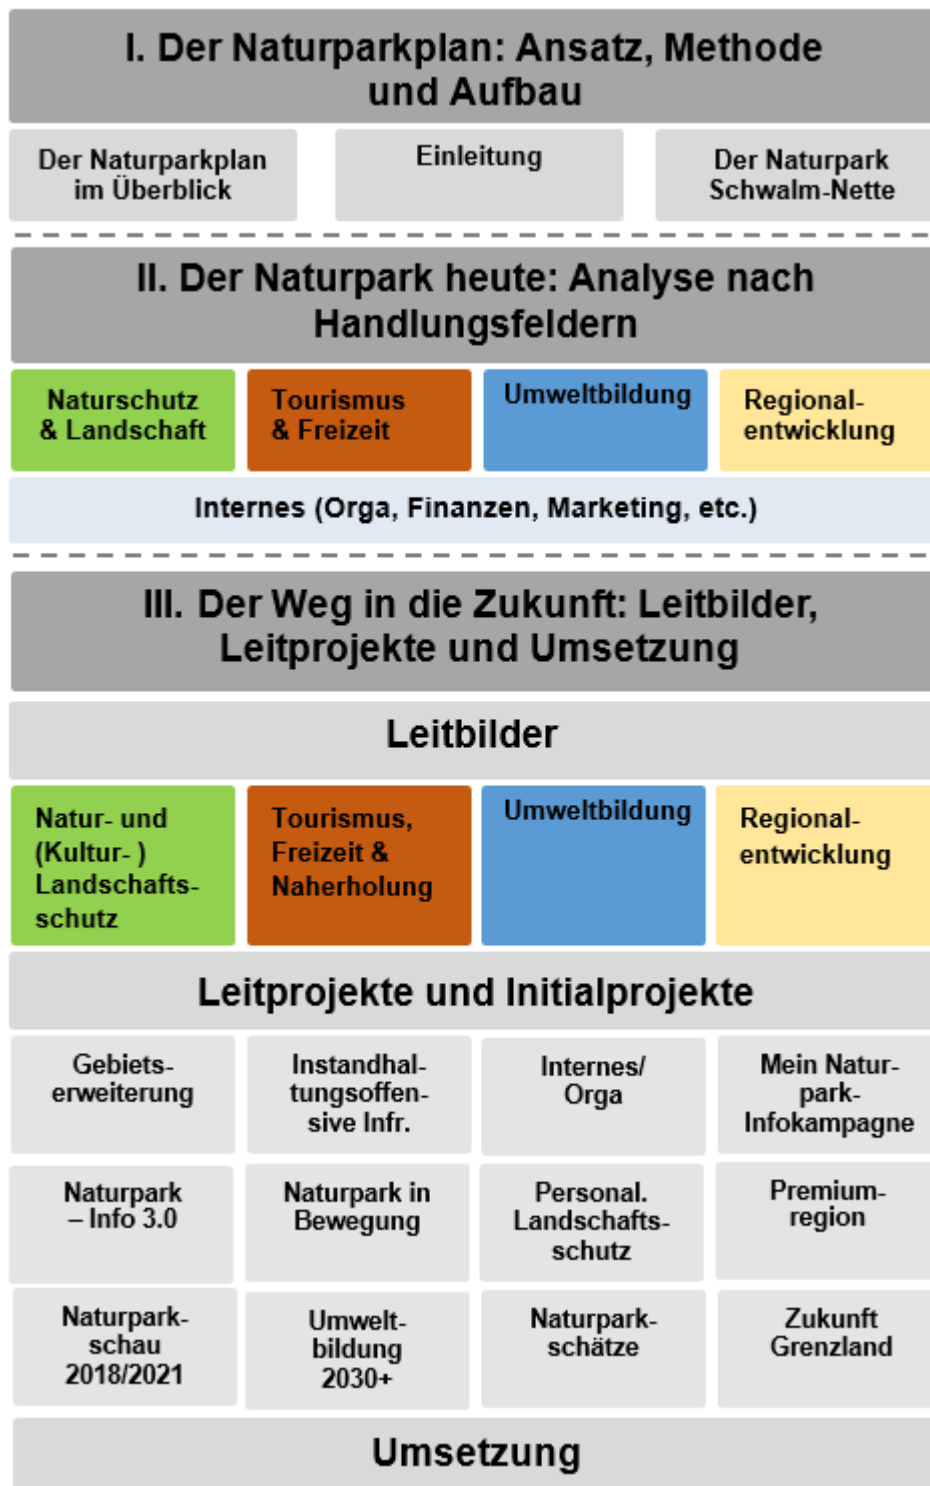 I. Der Naturparkplan: Ansatz, Methode
und Aufbau
Der Naturparkplan
im Überblick
Einleitung
Der Naturpark
Schwalm-Nette
II. Der Naturpark heute: Analyse nach
Handlungsfeldern
Naturschutz
& Landschaft
Tourismus
& Freizeit
Umweltbildung
Regional-
entwicklung
Internes (Orga, Finanzen, Marketing, etc.)
III. Der Weg in die Zukunft: Leitbilder,
Leitprojekte und Umsetzung
Leitbilder
Natur- und
(Kultur- )
Landschafts-
schutz
Tourismus,
Freizeit &
Naherholung
Umweltbildung
Regional-
entwicklung
Leitprojekte und Initialprojekte
Gebiets-
erweiterung
Instandhal-
tungsoffen-
sive Infr.
Internes/
Orga
Mein Natur-
park-
Infokampagne
Naturpark
– Info 3.0
Naturpark in
Bewegung
Personal.
Landschafts-
schutz
Premium-
region
Naturpark-
schau
2018/2021
Umwelt-
bildung
2030+
Naturpark-
schätze
Zukunft
Grenzland
Umsetzung